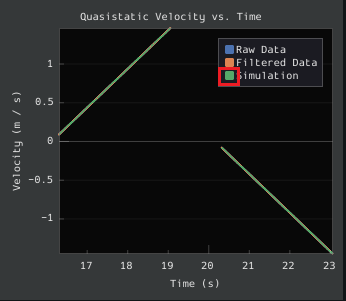 Quasistatic Velocity vs. Time
Raw Data
Filtered Data
Simulation
1
0.5
0
−0.5
−1
Velocity (m / s)
17
18
19
20
21
22
23
Time (s)